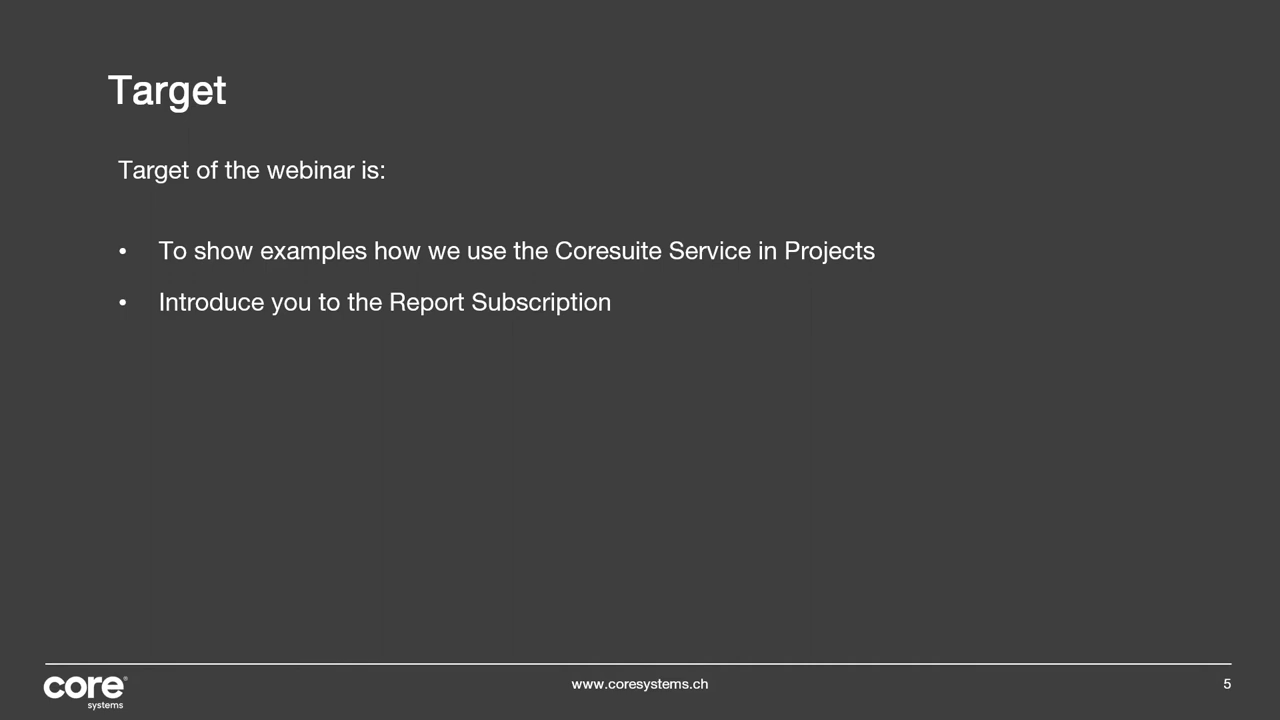 Target
Target of the webinar is:
• To show examples how we use the Coresuite Service in Projects
• Introduce you to the Report Subscription
core®
systems
www.coresystems.ch
5